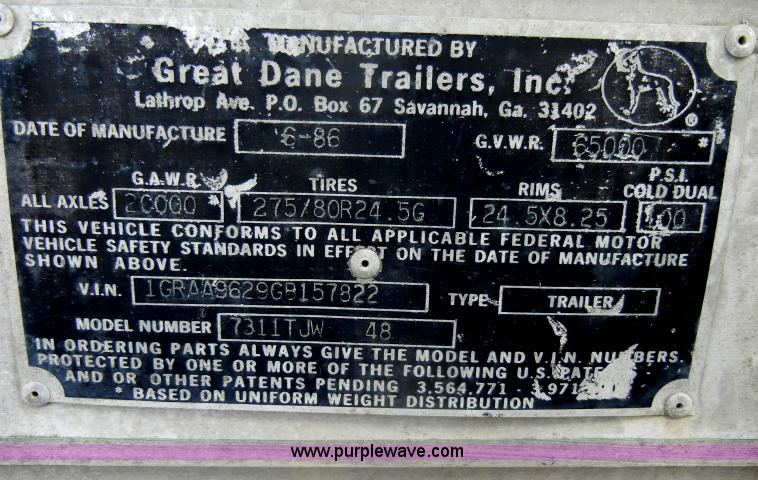 MANUFACTURED BY
Great Dane Trailers, Inc.
Lathrop Ave. P.O. Box 67 Savannah, Ga. 31402
®
DATE OF MANUFACTURE 6-86 G.V.W.R. 65000 *
G.A.W.R. TIRES RIMS P.S.I. COLD DUAL
ALL AXLES 20000 * 275/80R24.5G 24.5X8.25 100
THIS VEHICLE CONFORMS TO ALL APPLICABLE FEDERAL MOTOR
VEHICLE SAFETY STANDARDS IN EFFECT ON THE DATE OF MANUFACTURE
SHOWN ABOVE.
V.I.N. 1GRAA9629GB157822 TYPE TRAILER
MODEL NUMBER 7311TJW 48
IN ORDERING PARTS ALWAYS GIVE THE MODEL AND V.I.N. NUMBERS.
PROTECTED BY ONE OR MORE OF THE FOLLOWING U.S.
AND OR OTHER PATENTS PENDING 3.564.771 -
* BASED ON UNIFORM WEIGHT DISTRIBUTION
www.purplewave.com